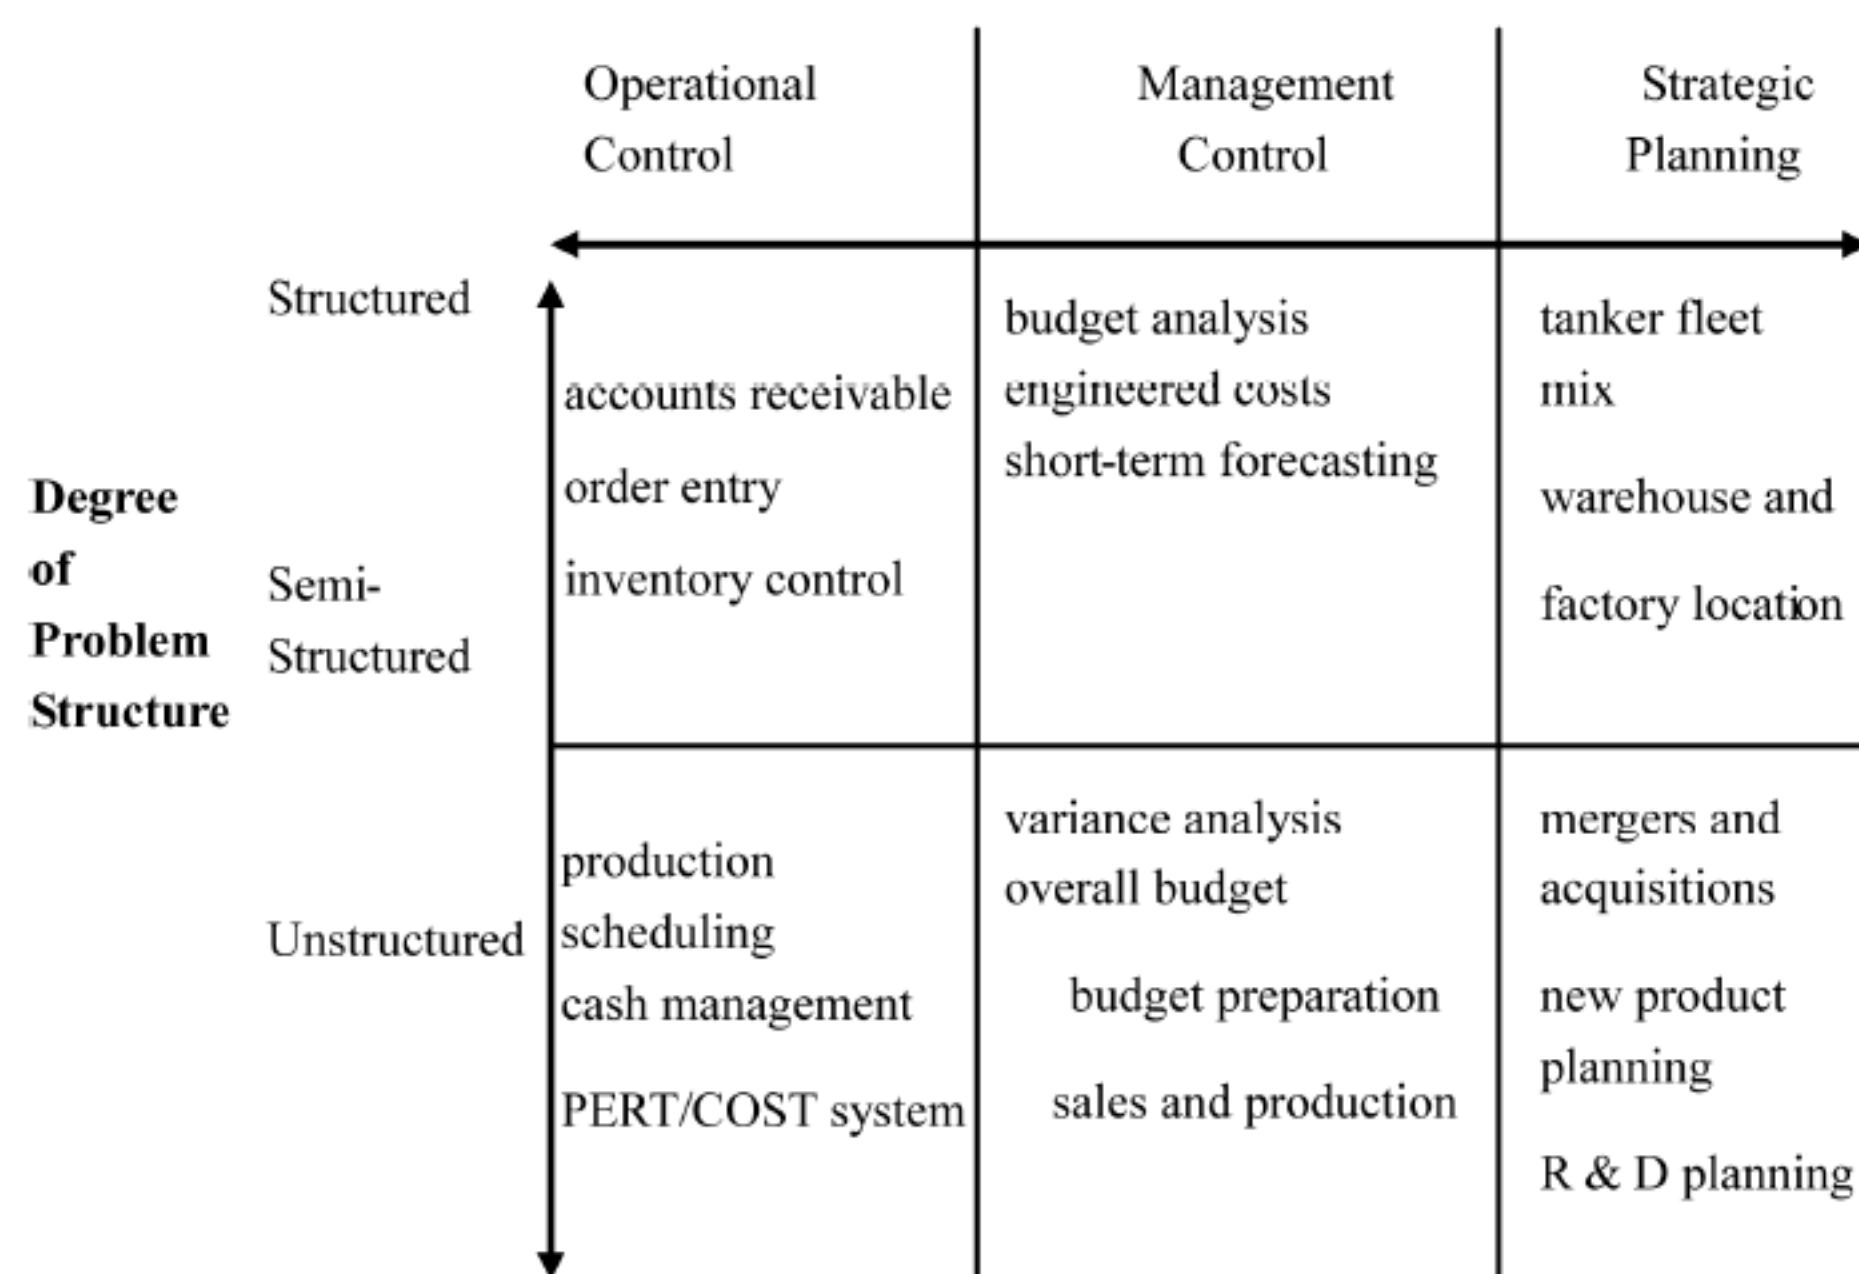 Operational
Control
Management
Control
Strategic
Planning
Degree
of
Problem
Structure
Structured
Semi-
Structured
Unstructured
accounts receivable
order entry
inventory control
budget analysis
engineered costs
short-term forecasting
tanker fleet
mix
warehouse and
factory location
production
scheduling
cash management
PERT/COST system
variance analysis
overall budget
budget preparation
sales and production
mergers and
acquisitions
new product
planning
R & D planning